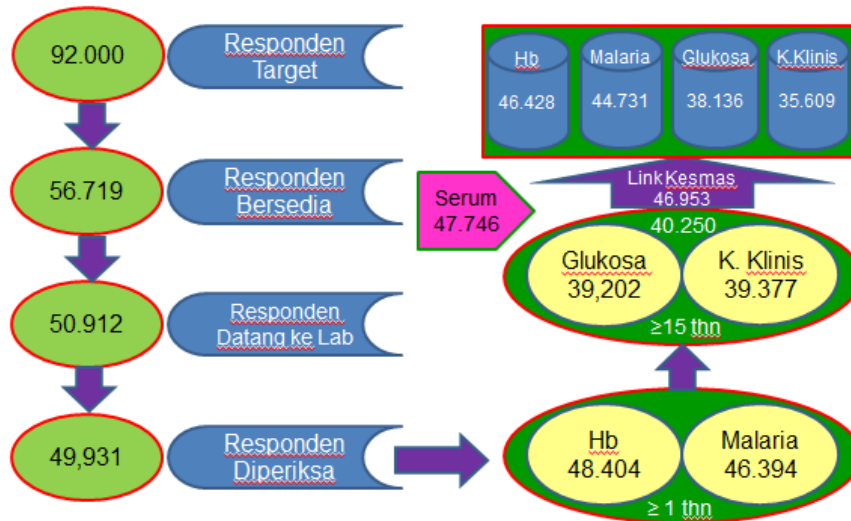 92.000
Responden
Target
56.719
Responden
Bersedia
50.912
Responden
Datang ke Lab
49,931
Responden
Diperiksa
Hb
46.428
Malaria
44.731
Glukosa
38.136
K.Klinis
35.609
Link Kesmas
46.953
Serum
47.746
40.250
Glukosa
39,202
K. Klinis
39.377
≥15 thn
Hb
48.404
Malaria
46.394
≥ 1 thn